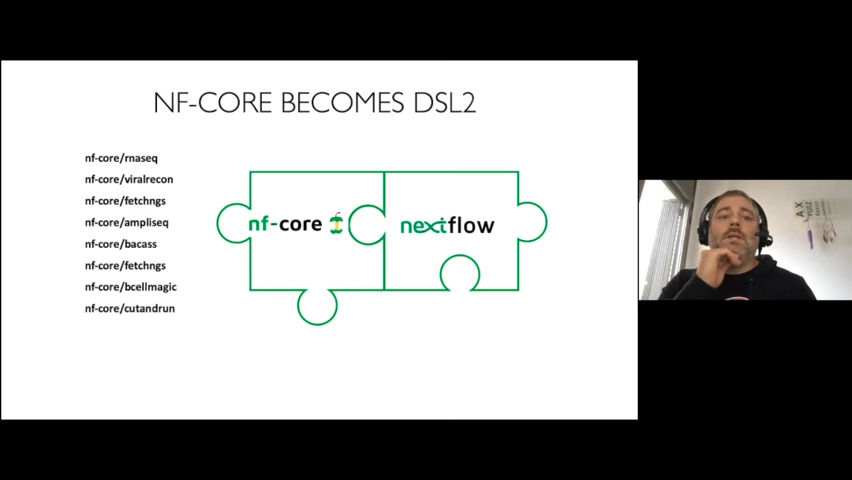 NF-CORE BECOMES DSL2
nf-core/rnaseq
nf-core/viralrecon
nf-core/fetchngs
nf-core/ampliseq
nf-core/bacass
nf-core/fetchngs
nf-core/bcellmagic
nf-core/cutandrun
nf-core
nextflow